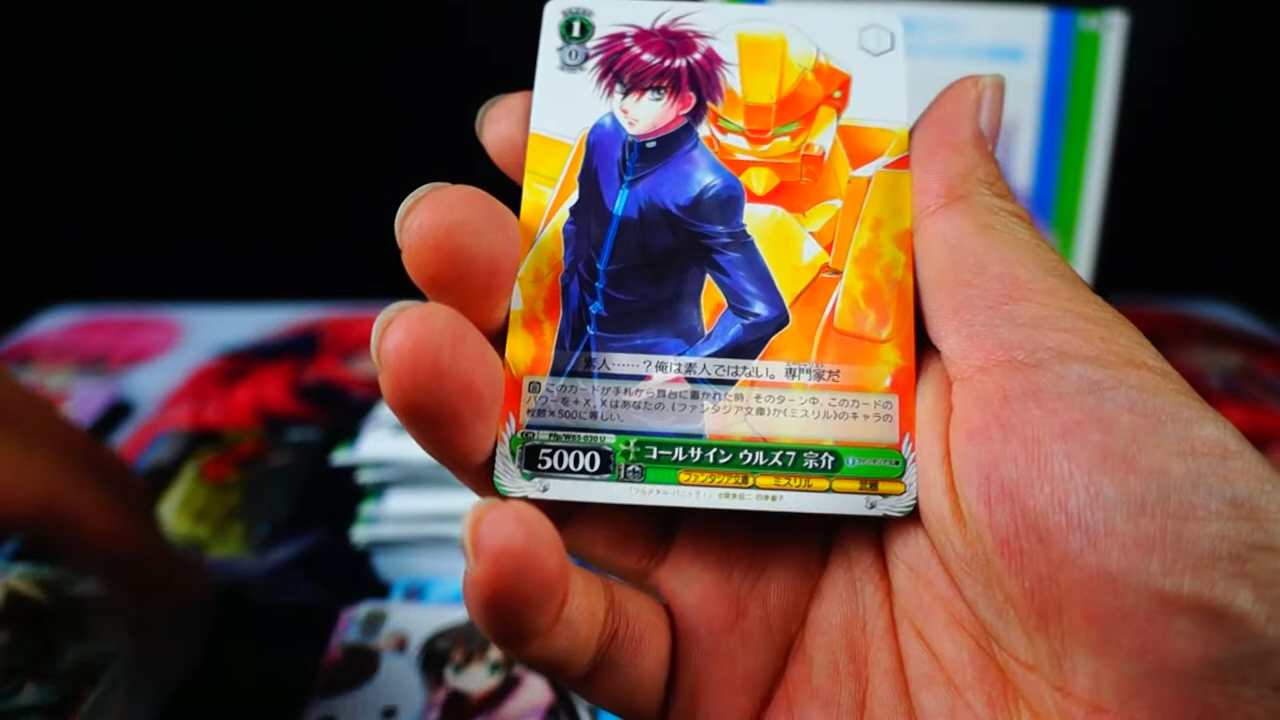 1
0
素人……？俺は素人ではない。専門家だ
自 このカードが手札から舞台に置かれた時、そのターン中、このカードの
パワーを＋X。Xはあなたの、《ファンタジア文庫》か《ミスリル》のキャラの
枚数×500に等しい。
5000
コールサイン ウルズ7 宗介
ファンタジア文庫 ミスリル 武器